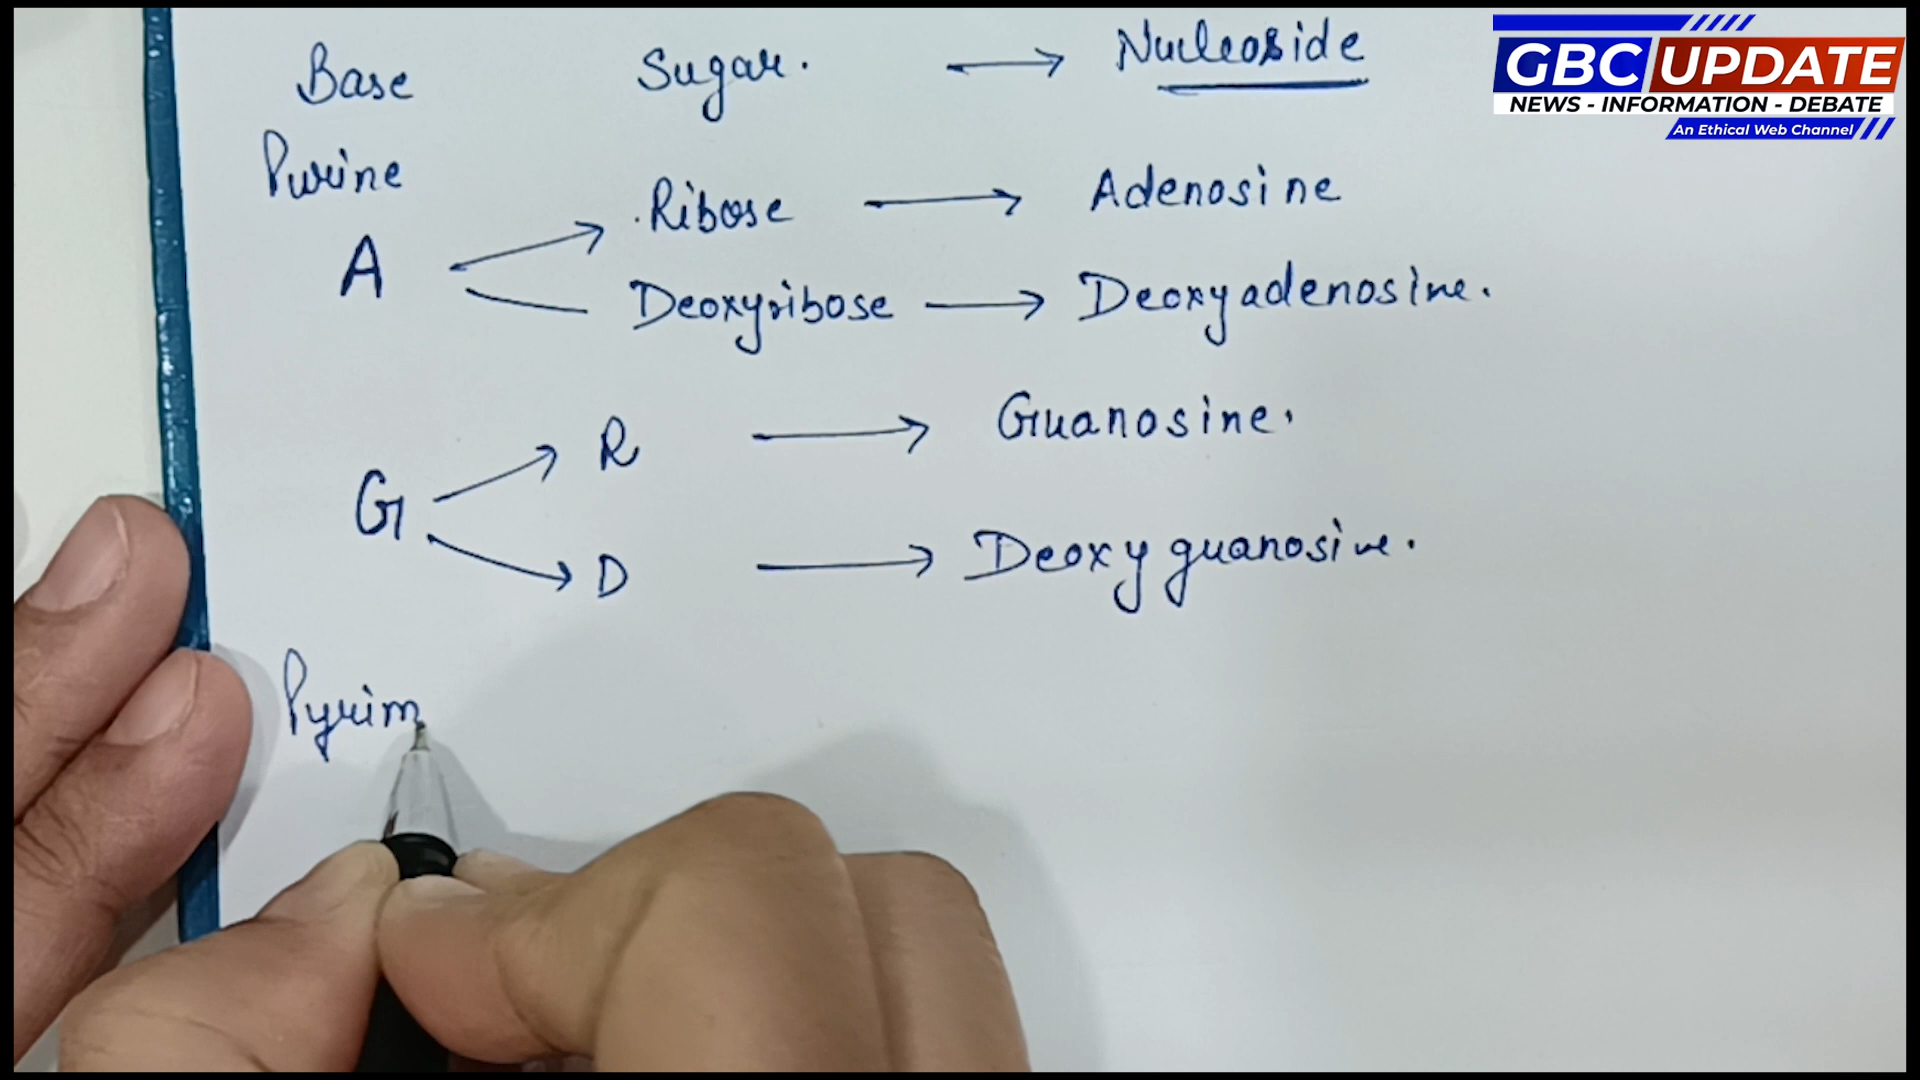 Base Sugar. → Nucleoside
Purine
A Ribose → Adenosine
Deoxyribose → Deoxyadenosine.
G R → Guanosine.
D → Deoxyguanosine.
Pyrim
GBC UPDATE
NEWS - INFORMATION - DEBATE
An Ethical Web Channel